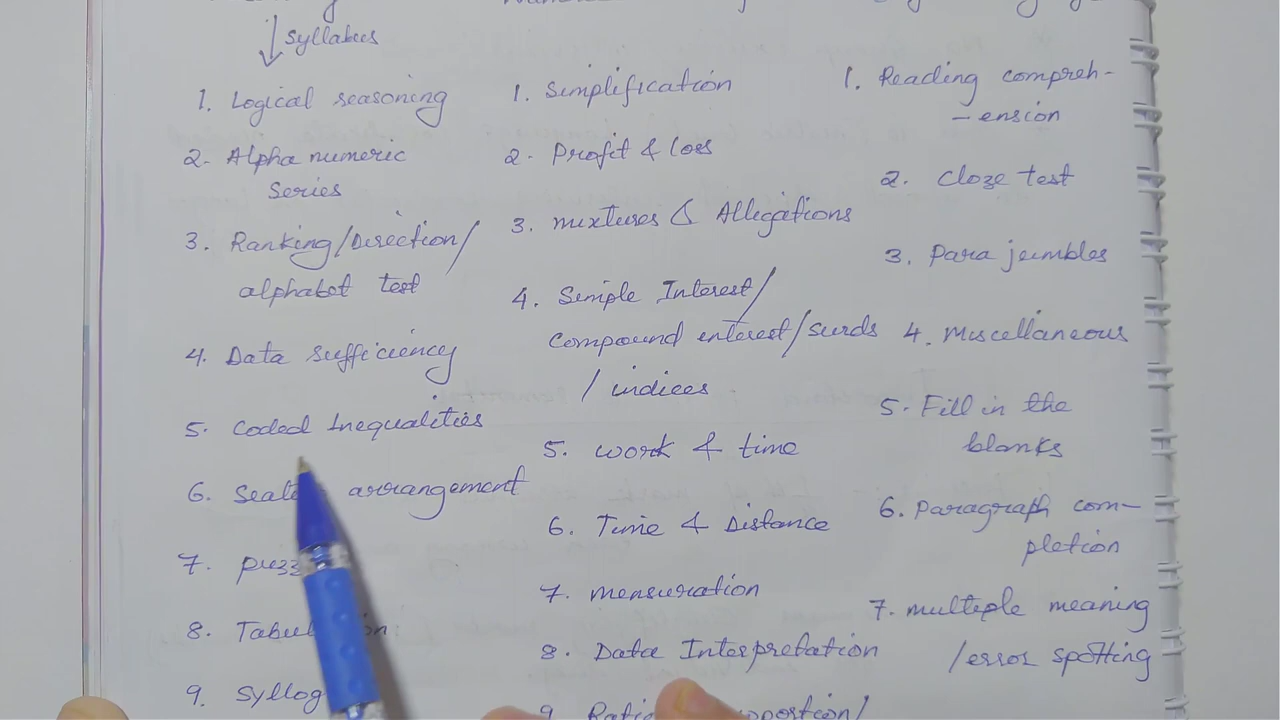 Syllabus
1. Logical reasoning
2. Alpha numeric
series
3. Ranking/Direction/
alphabet test
4. Data sufficiency
5. Coded Inequalities
6. arrangement
7.
8.
9.
1. Simplification
2. Profit & loss
3. mixtures & Allegations
4. Simple Interest/
compound interest/surds
/ indices
5. work & time
6. Time & Distance
7. mensuration
8. Data Interpretation
9.
1. Reading compreh-
- ension
2. Cloze test
3. Para jumbles
4. Miscellaneous
5. Fill in the
blanks
6. Paragraph com-
pletion
7. multiple meaning
/error spotting